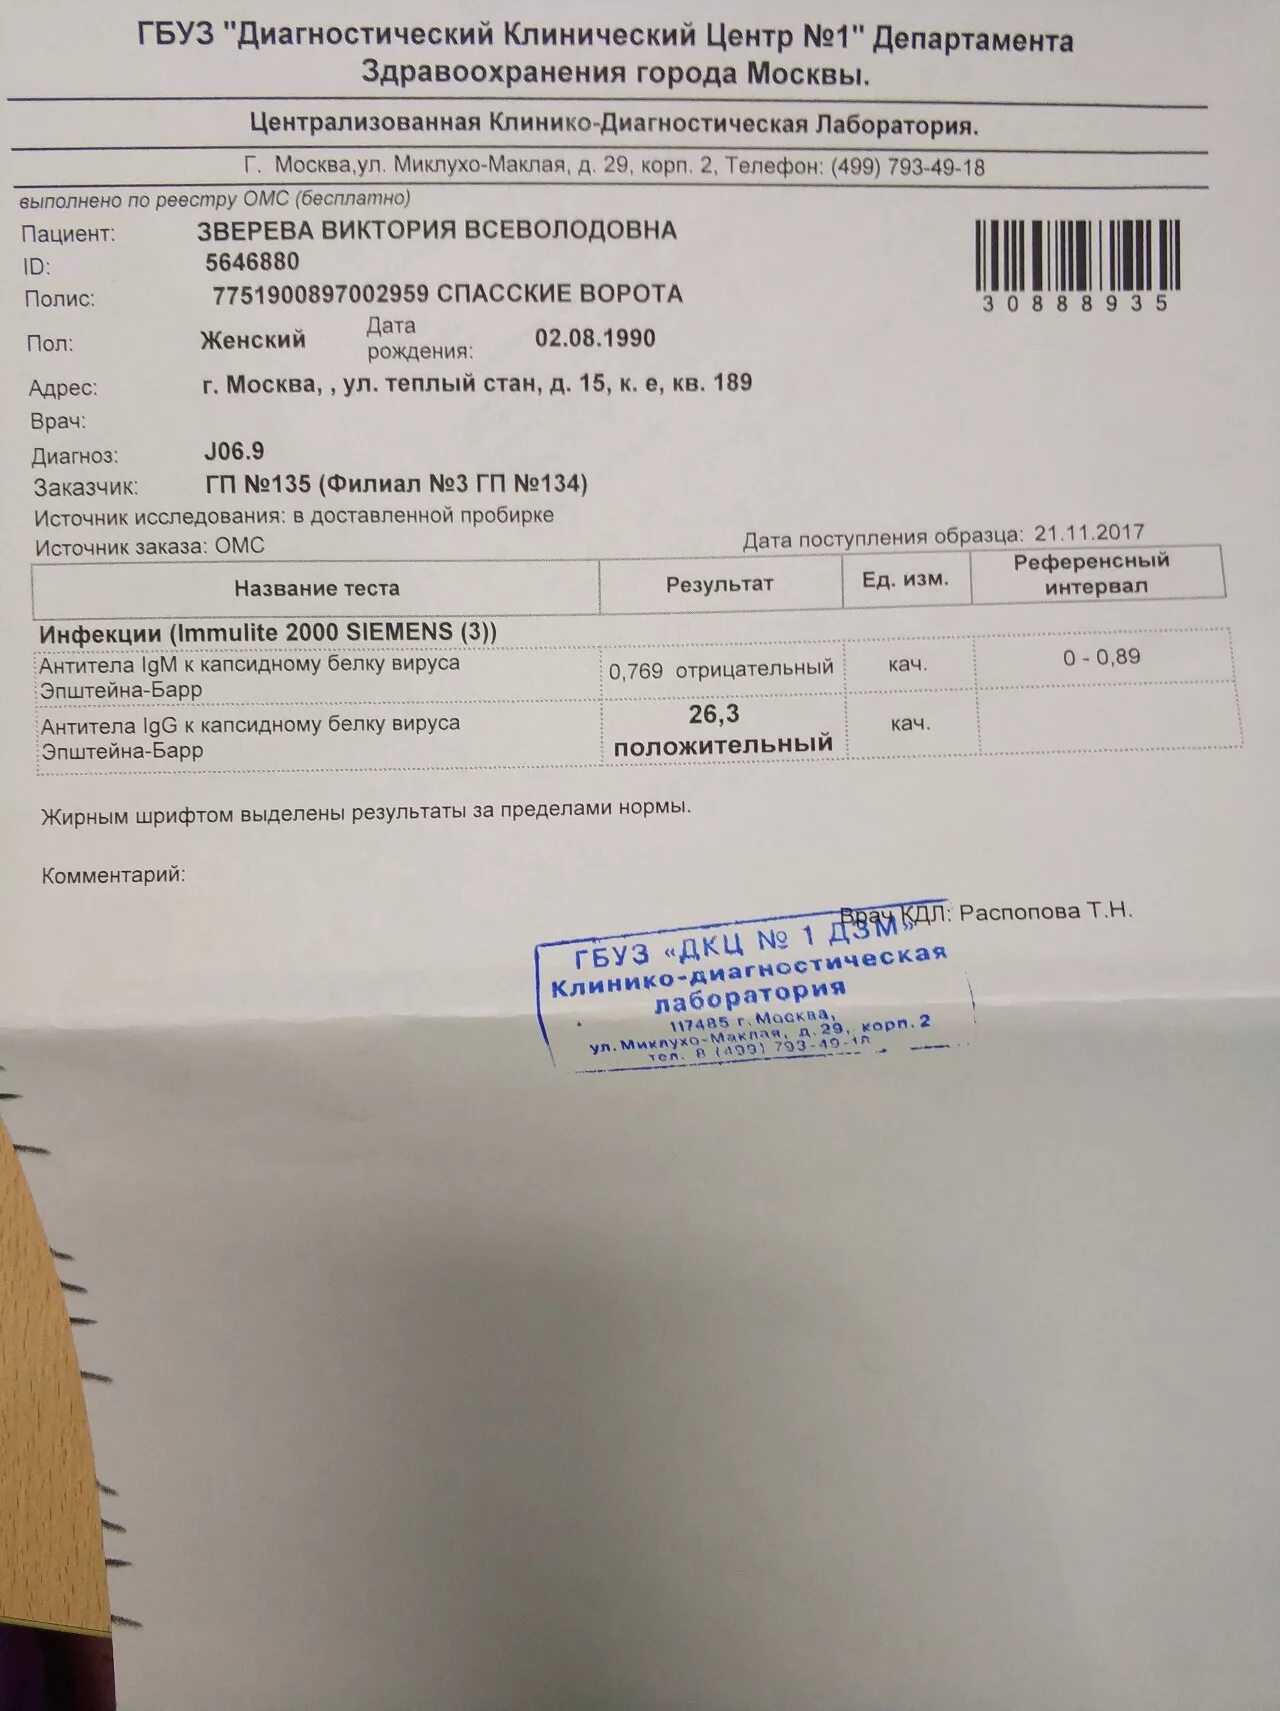 ГБУЗ "Диагностический Клинический Центр №1" Департамента
Здравоохранения города Москвы.
Централизованная Клинико-Диагностическая Лаборатория.
Г. Москва,ул. Миклухо-Маклая, д. 29, корп. 2, Телефон: (499) 793-49-18
выполнено по реестру ОМС (бесплатно)
Пациент: ЗВЕРЕВА ВИКТОРИЯ ВСЕВОЛОДОВНА
ID: 5646880
Полис: 7751900897002959 СПАССКИЕ ВОРОТА
30888935
Пол: Женский Дата рождения: 02.08.1990
Адрес: г. Москва, , ул. теплый стан, д. 15, к. е, кв. 189
Врач:
Диагноз: J06.9
Заказчик: ГП №135 (Филиал №3 ГП №134)
Источник исследования: в доставленной пробирке
Источник заказа: ОМС Дата поступления образца: 21.11.2017
Название теста Результат Ед. изм. Референсный интервал
Инфекции (Immulite 2000 SIEMENS (3))
Антитела IgM к капсидному белку вируса
Эпштейна-Барр 0,769 отрицательный кач. 0 - 0,89
Антитела IgG к капсидному белку вируса
Эпштейна-Барр 26,3 положительный кач.
Жирным шрифтом выделены результаты за пределами нормы.
Комментарий:
Врач КДЛ: Распопова Т.Н.
ГБУЗ «ДКЦ № 1 ДЗМ»
Клинико-диагностическая
лаборатория
117485 г. Москва,
ул. Миклухо-Маклая, д. 29, корп. 2
тел. 8 (499) 793-49-18